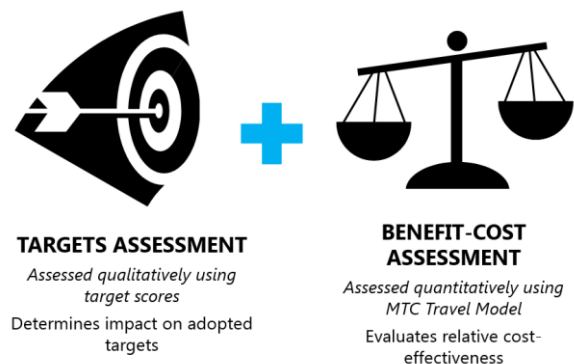 TARGETS ASSESSMENT
Assessed qualitatively using
target scores
Determines impact on adopted
targets
BENEFIT-COST
ASSESSMENT
Assessed quantitatively using
MTC Travel Model
Evaluates relative cost-
effectiveness